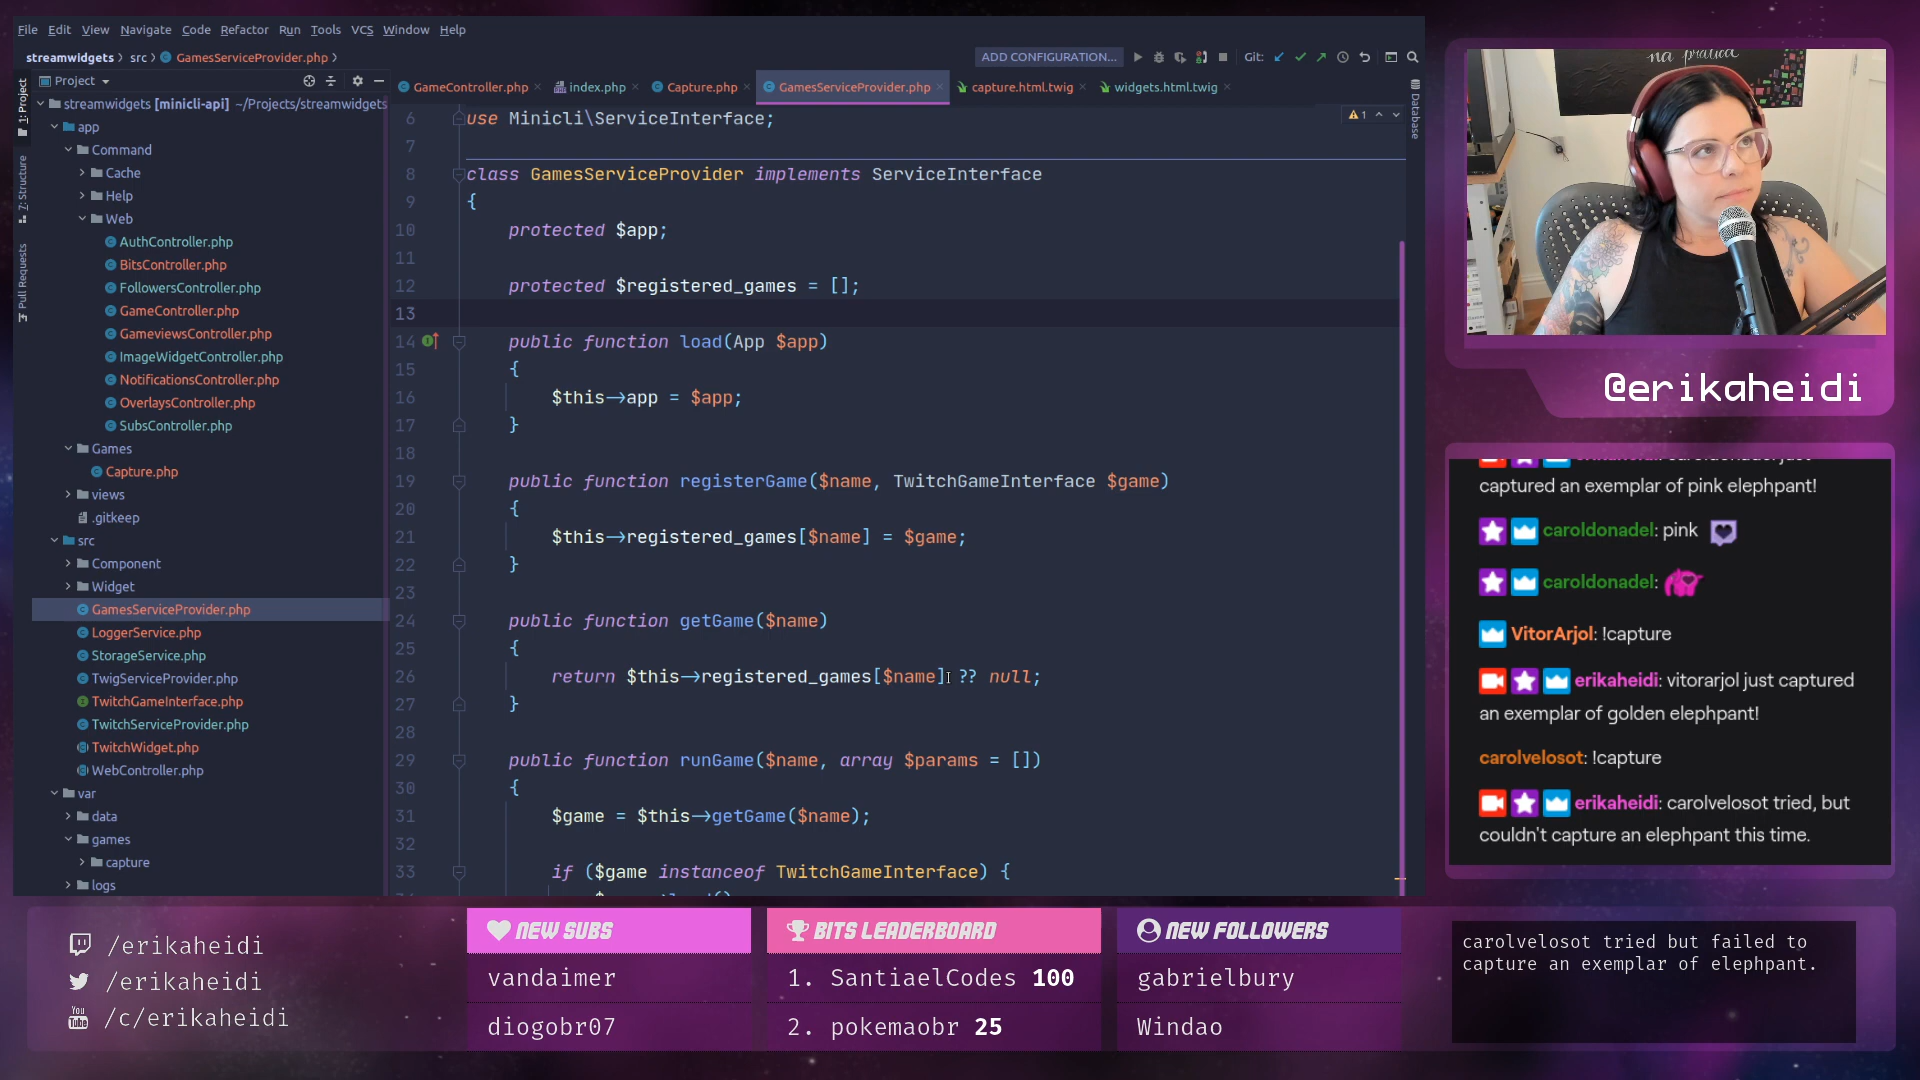 File Edit View Navigate Code Refactor Run Tools VCS Window Help
streamwidgets > src > GamesServiceProvider.php >
ADD CONFIGURATION...
Git:
Project
GameController.php
index.php
Capture.php
GamesServiceProvider.php
capture.html.twig
widgets.html.twig
1: Project
7: Structure
Pull Requests
streamwidgets [minicli-api] ~/Projects/streamwidgets
app
Command
Cache
Help
Web
AuthController.php
BitsController.php
FollowersController.php
GameController.php
GameviewsController.php
ImageWidgetController.php
NotificationsController.php
OverlaysController.php
SubsController.php
Games
Capture.php
views
.gitkeep
src
Component
Widget
GamesServiceProvider.php
LoggerService.php
StorageService.php
TwigServiceProvider.php
TwitchGameInterface.php
TwitchServiceProvider.php
TwitchWidget.php
WebController.php
var
data
games
capture
logs
6 use Minicli\ServiceInterface;
7
8 class GamesServiceProvider implements ServiceInterface
9 {
10 protected $app;
11
12 protected $registered_games = [];
13
14 public function load(App $app)
15 {
16 $this->app = $app;
17 }
18
19 public function registerGame($name, TwitchGameInterface $game)
20 {
21 $this->registered_games[$name] = $game;
22 }
23
24 public function getGame($name)
25 {
26 return $this->registered_games[$name] ?? null;
27 }
28
29 public function runGame($name, array $params = [])
30 {
31 $game = $this->getGame($name);
32
33 if ($game instanceof TwitchGameInterface) {
1
Database
na prática
@erikaheidi
captured an exemplar of pink elephpant!
caroldonadel: pink
caroldonadel:
VitorArjol: !capture
erikaheidi: vitorarjol just captured
an exemplar of golden elephpant!
carolvelosot: !capture
erikaheidi: carolvelosot tried, but
couldn't capture an elephpant this time.
/erikaheidi
/erikaheidi
You Tube /c/erikaheidi
NEW SUBS
vandaimer
diogobr07
BITS LEADERBOARD
1. SantiaelCodes 100
2. pokemaobr 25
NEW FOLLOWERS
gabrielbury
Windao
carolvelosot tried but failed to
capture an exemplar of elephpant.